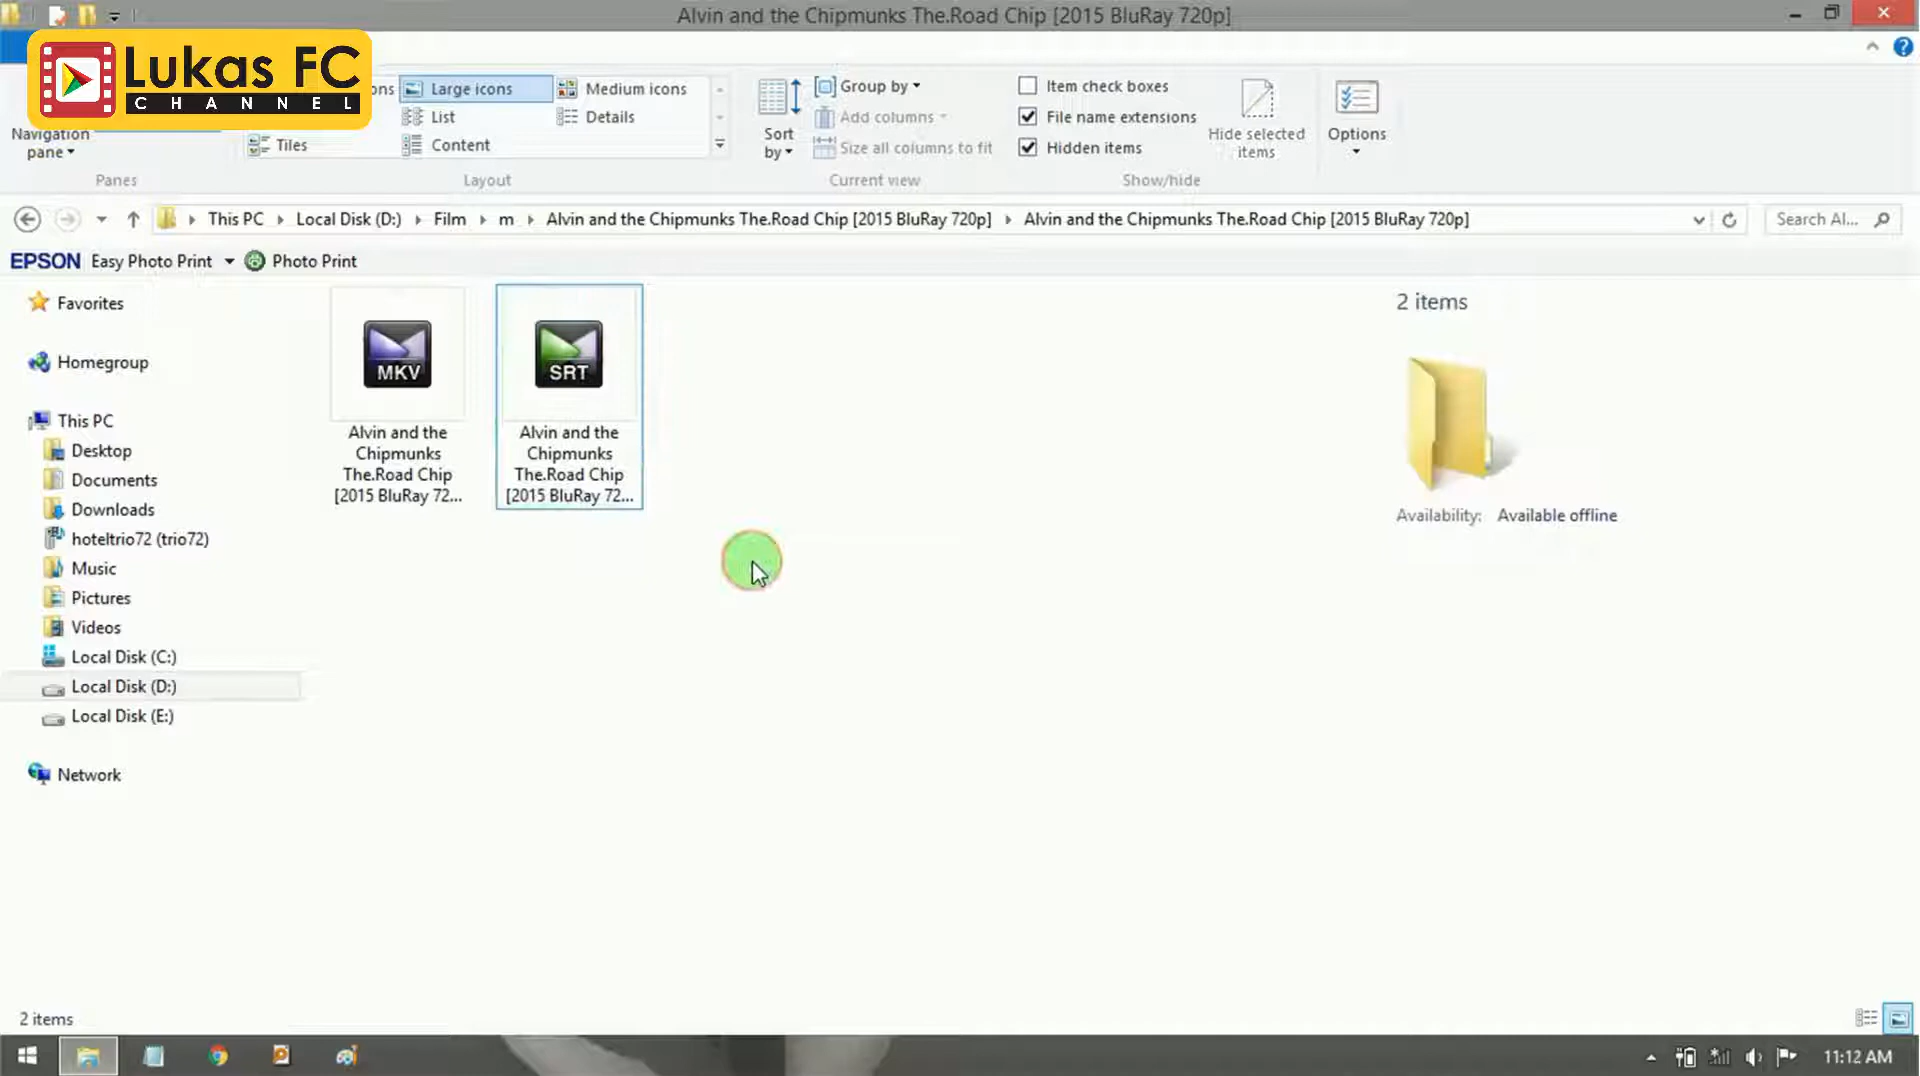 Alvin and the Chipmunks The.Road Chip [2015 BluRay 720p]
Lukas FC
CHANNEL
ons
Large icons
Medium icons
List
Details
Tiles
Content
Navigation
pane
Panes
Layout
Sort
by
Group by
Add columns
Size all columns to fit
Current view
Item check boxes
File name extensions
Hidden items
Hide selected
items
Show/hide
Options
This PC
Local Disk (D:)
Film
m
Alvin and the Chipmunks The.Road Chip [2015 BluRay 720p]
Alvin and the Chipmunks The.Road Chip [2015 BluRay 720p]
Search Al...
EPSON Easy Photo Print
Photo Print
Favorites
Homegroup
This PC
Desktop
Documents
Downloads
hoteltrio72 (trio72)
Music
Pictures
Videos
Local Disk (C:)
Local Disk (D:)
Local Disk (E:)
Network
MKV
Alvin and the
Chipmunks
The.Road Chip
[2015 BluRay 72...
SRT
Alvin and the
Chipmunks
The.Road Chip
[2015 BluRay 72...
2 items
Availability: Available offline
2 items
11:12 AM